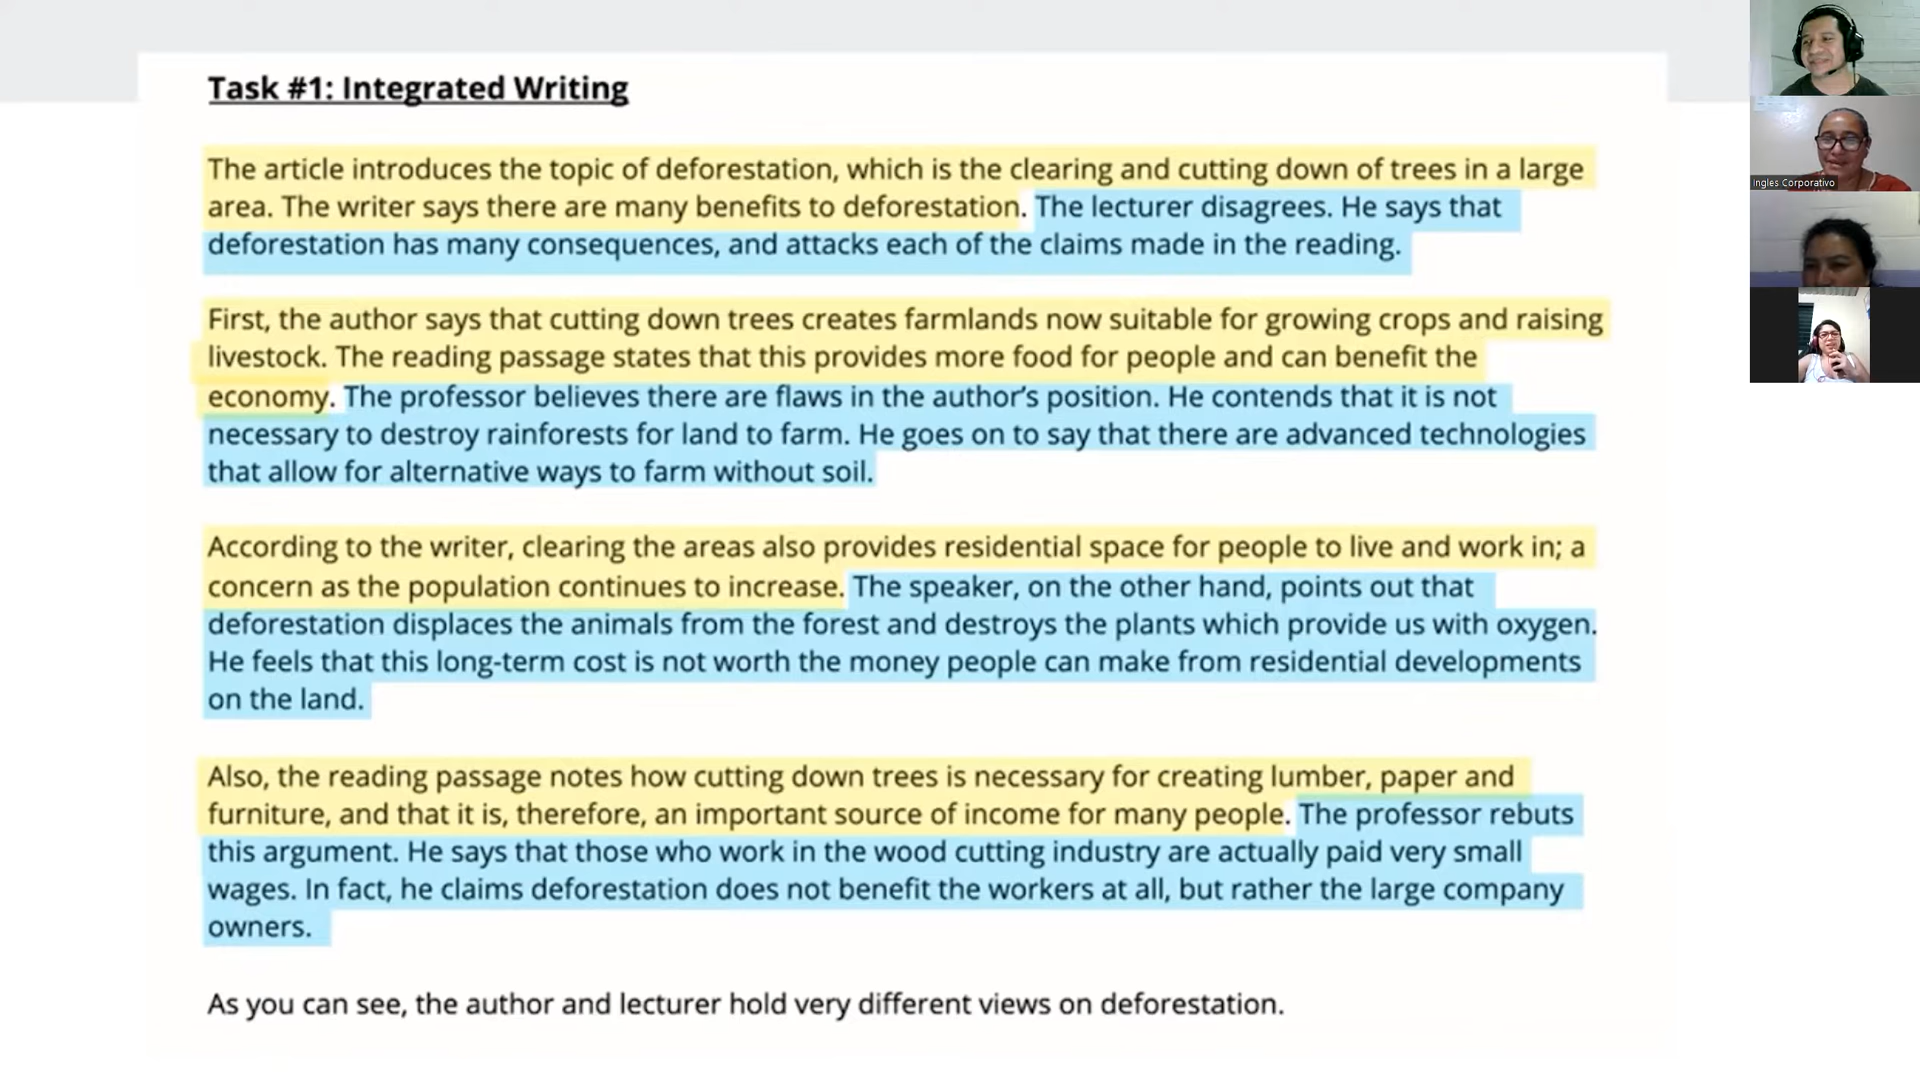 Task #1: Integrated Writing
The article introduces the topic of deforestation, which is the clearing and cutting down of trees in a large
area. The writer says there are many benefits to deforestation. The lecturer disagrees. He says that
deforestation has many consequences, and attacks each of the claims made in the reading.
First, the author says that cutting down trees creates farmlands now suitable for growing crops and raising
livestock. The reading passage states that this provides more food for people and can benefit the
economy. The professor believes there are flaws in the author's position. He contends that it is not
necessary to destroy rainforests for land to farm. He goes on to say that there are advanced technologies
that allow for alternative ways to farm without soil.
According to the writer, clearing the areas also provides residential space for people to live and work in; a
concern as the population continues to increase. The speaker, on the other hand, points out that
deforestation displaces the animals from the forest and destroys the plants which provide us with oxygen.
He feels that this long-term cost is not worth the money people can make from residential developments
on the land.
Also, the reading passage notes how cutting down trees is necessary for creating lumber, paper and
furniture, and that it is, therefore, an important source of income for many people. The professor rebuts
this argument. He says that those who work in the wood cutting industry are actually paid very small
wages. In fact, he claims deforestation does not benefit the workers at all, but rather the large company
owners.
As you can see, the author and lecturer hold very different views on deforestation.
Ingles Corporativo